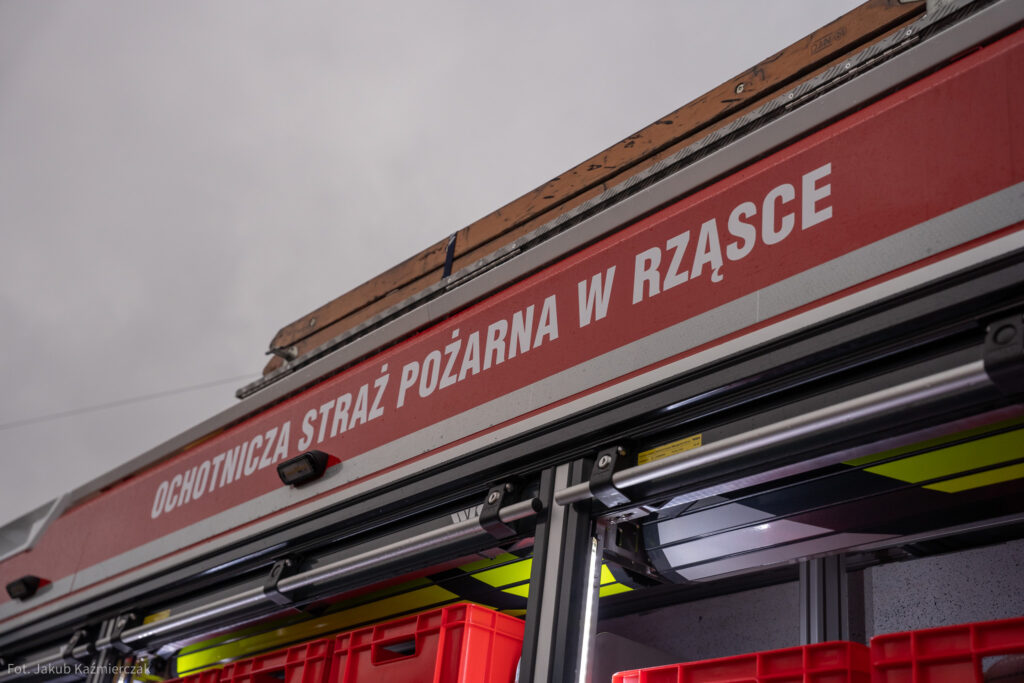 OCHOTNICZA STRAŻ POŻARNA W RZĄSCE
Fot. Jakub Kaźmierczak